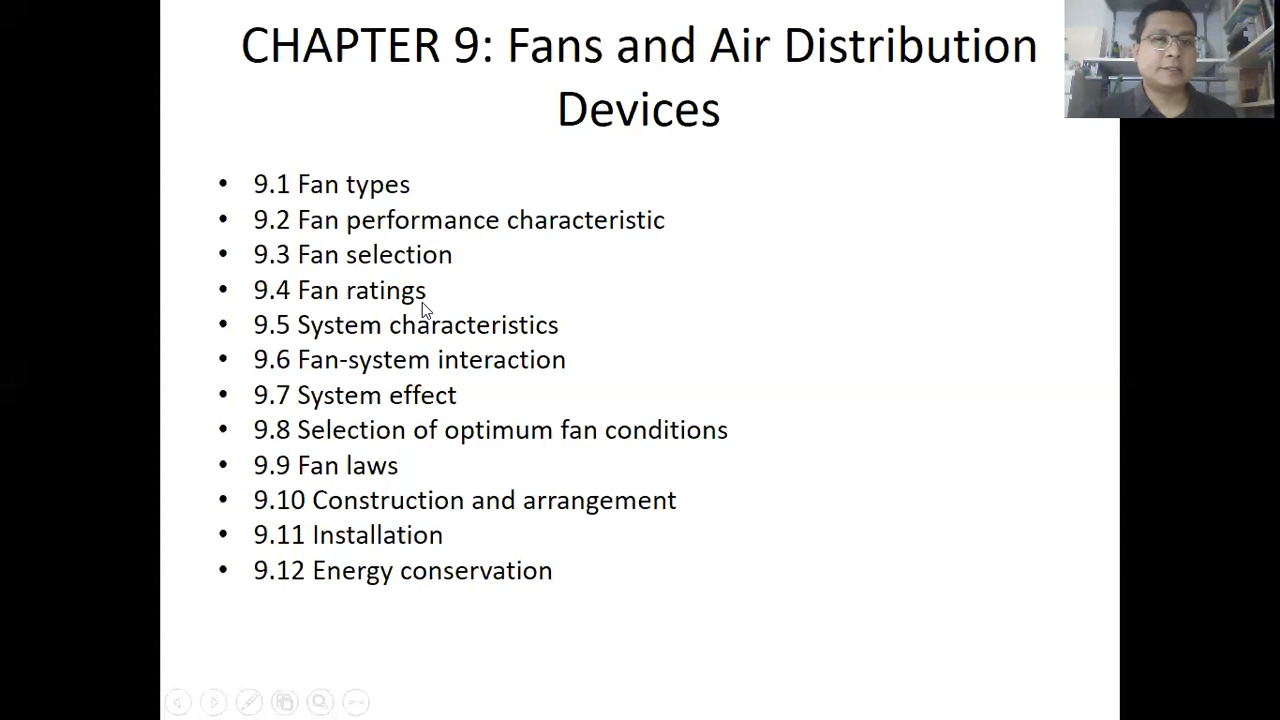 CHAPTER 9: Fans and Air Distribution
Devices
• 9.1 Fan types
• 9.2 Fan performance characteristic
• 9.3 Fan selection
• 9.4 Fan ratings
• 9.5 System characteristics
• 9.6 Fan-system interaction
• 9.7 System effect
• 9.8 Selection of optimum fan conditions
• 9.9 Fan laws
• 9.10 Construction and arrangement
• 9.11 Installation
• 9.12 Energy conservation